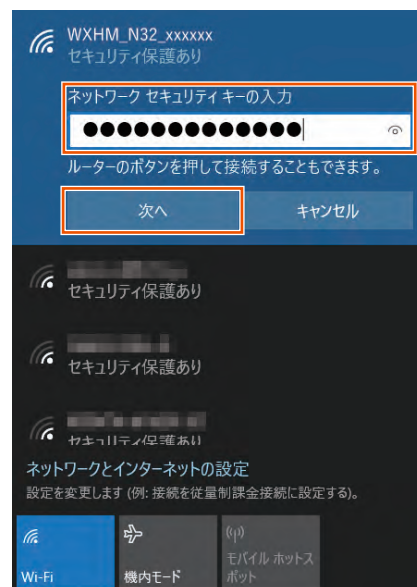 WXHM_N32_xxxxxx
セキュリティ保護あり
ネットワーク セキュリティ キーの入力
●●●●●●●●●●●●●
ルーターのボタンを押して接続することもできます。
次へ
キャンセル
セキュリティ保護あり
セキュリティ保護あり
セキュリティ保護あり
ネットワークとインターネットの設定
設定を変更します (例: 接続を従量制課金接続に設定する)。
Wi-Fi
機内モード
モバイル ホットス
ポット